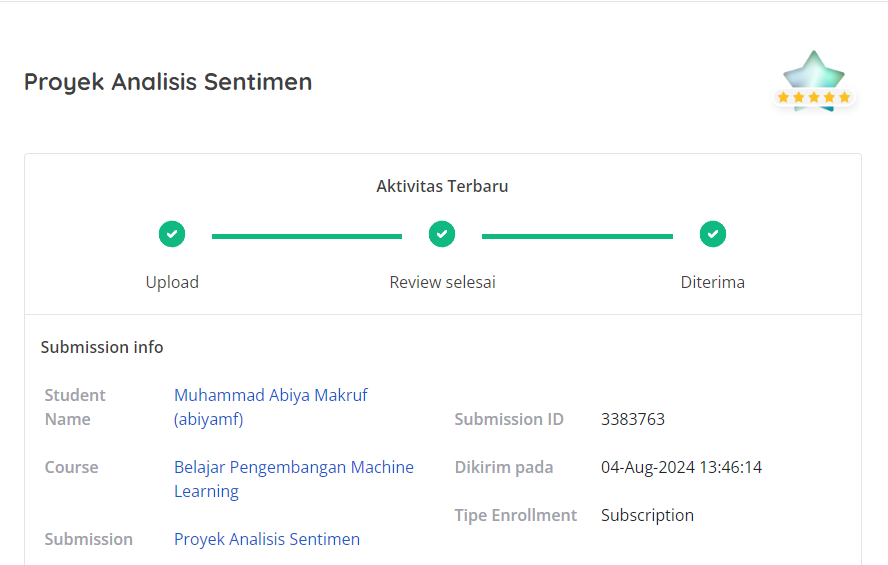 Proyek Analisis Sentimen
Aktivitas Terbaru
Upload
Review selesai
Diterima
Submission info
Student
Name
Muhammad Abiya Makruf
(abiyamf)
Course
Belajar Pengembangan Machine
Learning
Submission
Proyek Analisis Sentimen
Submission ID
3383763
Dikirim pada
04-Aug-2024 13:46:14
Tipe Enrollment
Subscription